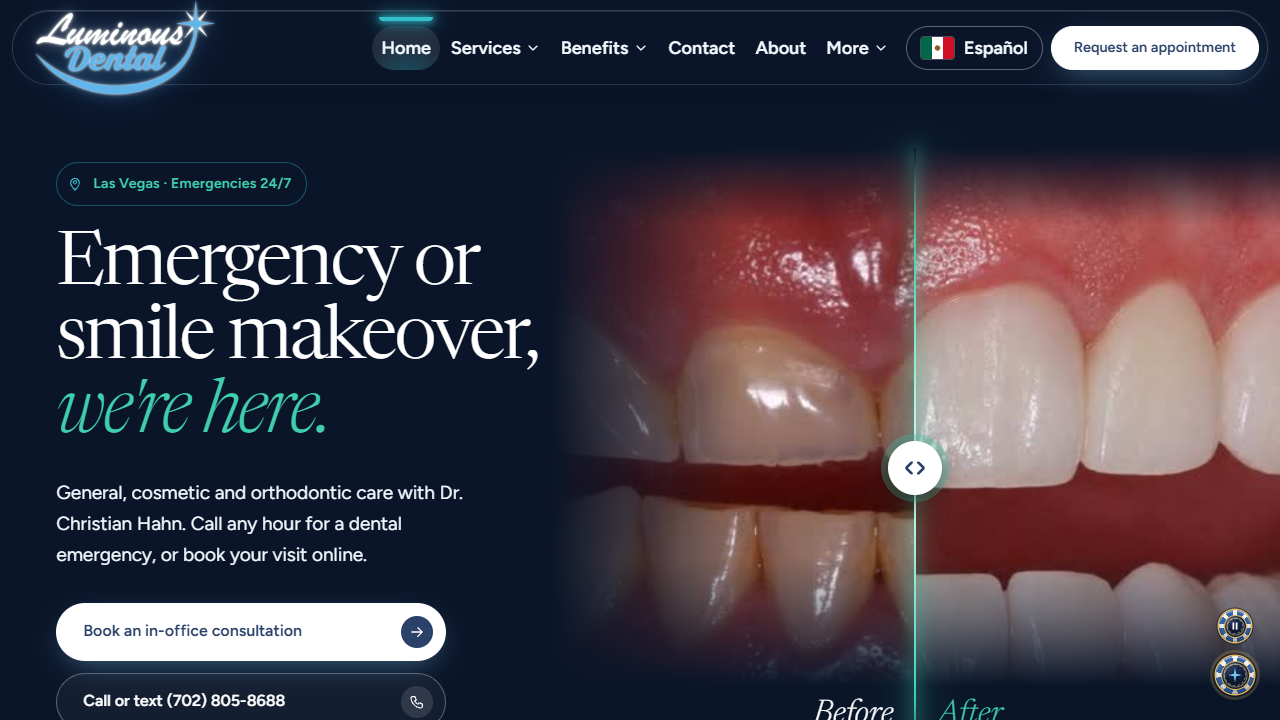 Luminous
Dental
Home
Services
Benefits
Contact
About
More
Español
Request an appointment
Las Vegas · Emergencies 24/7
Emergency or
smile makeover,
we're here.
General, cosmetic and orthodontic care with Dr.
Christian Hahn. Call any hour for a dental
emergency, or book your visit online.
Book an in-office consultation
Call or text (702) 805-8688
Before
After